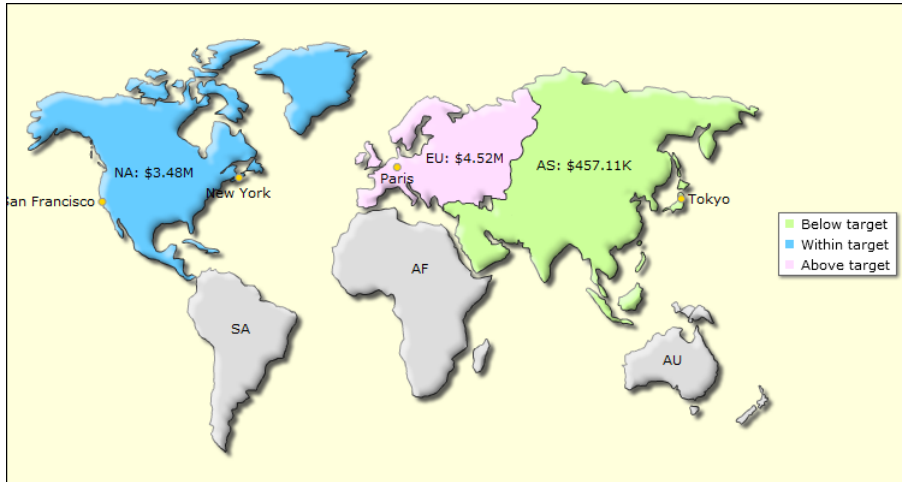 NA: $3.48M
EU: $4.52M
AS: $457.11K
New York
Paris
San Francisco
Tokyo
Below target
Within target
Above target
AF
SA
AU